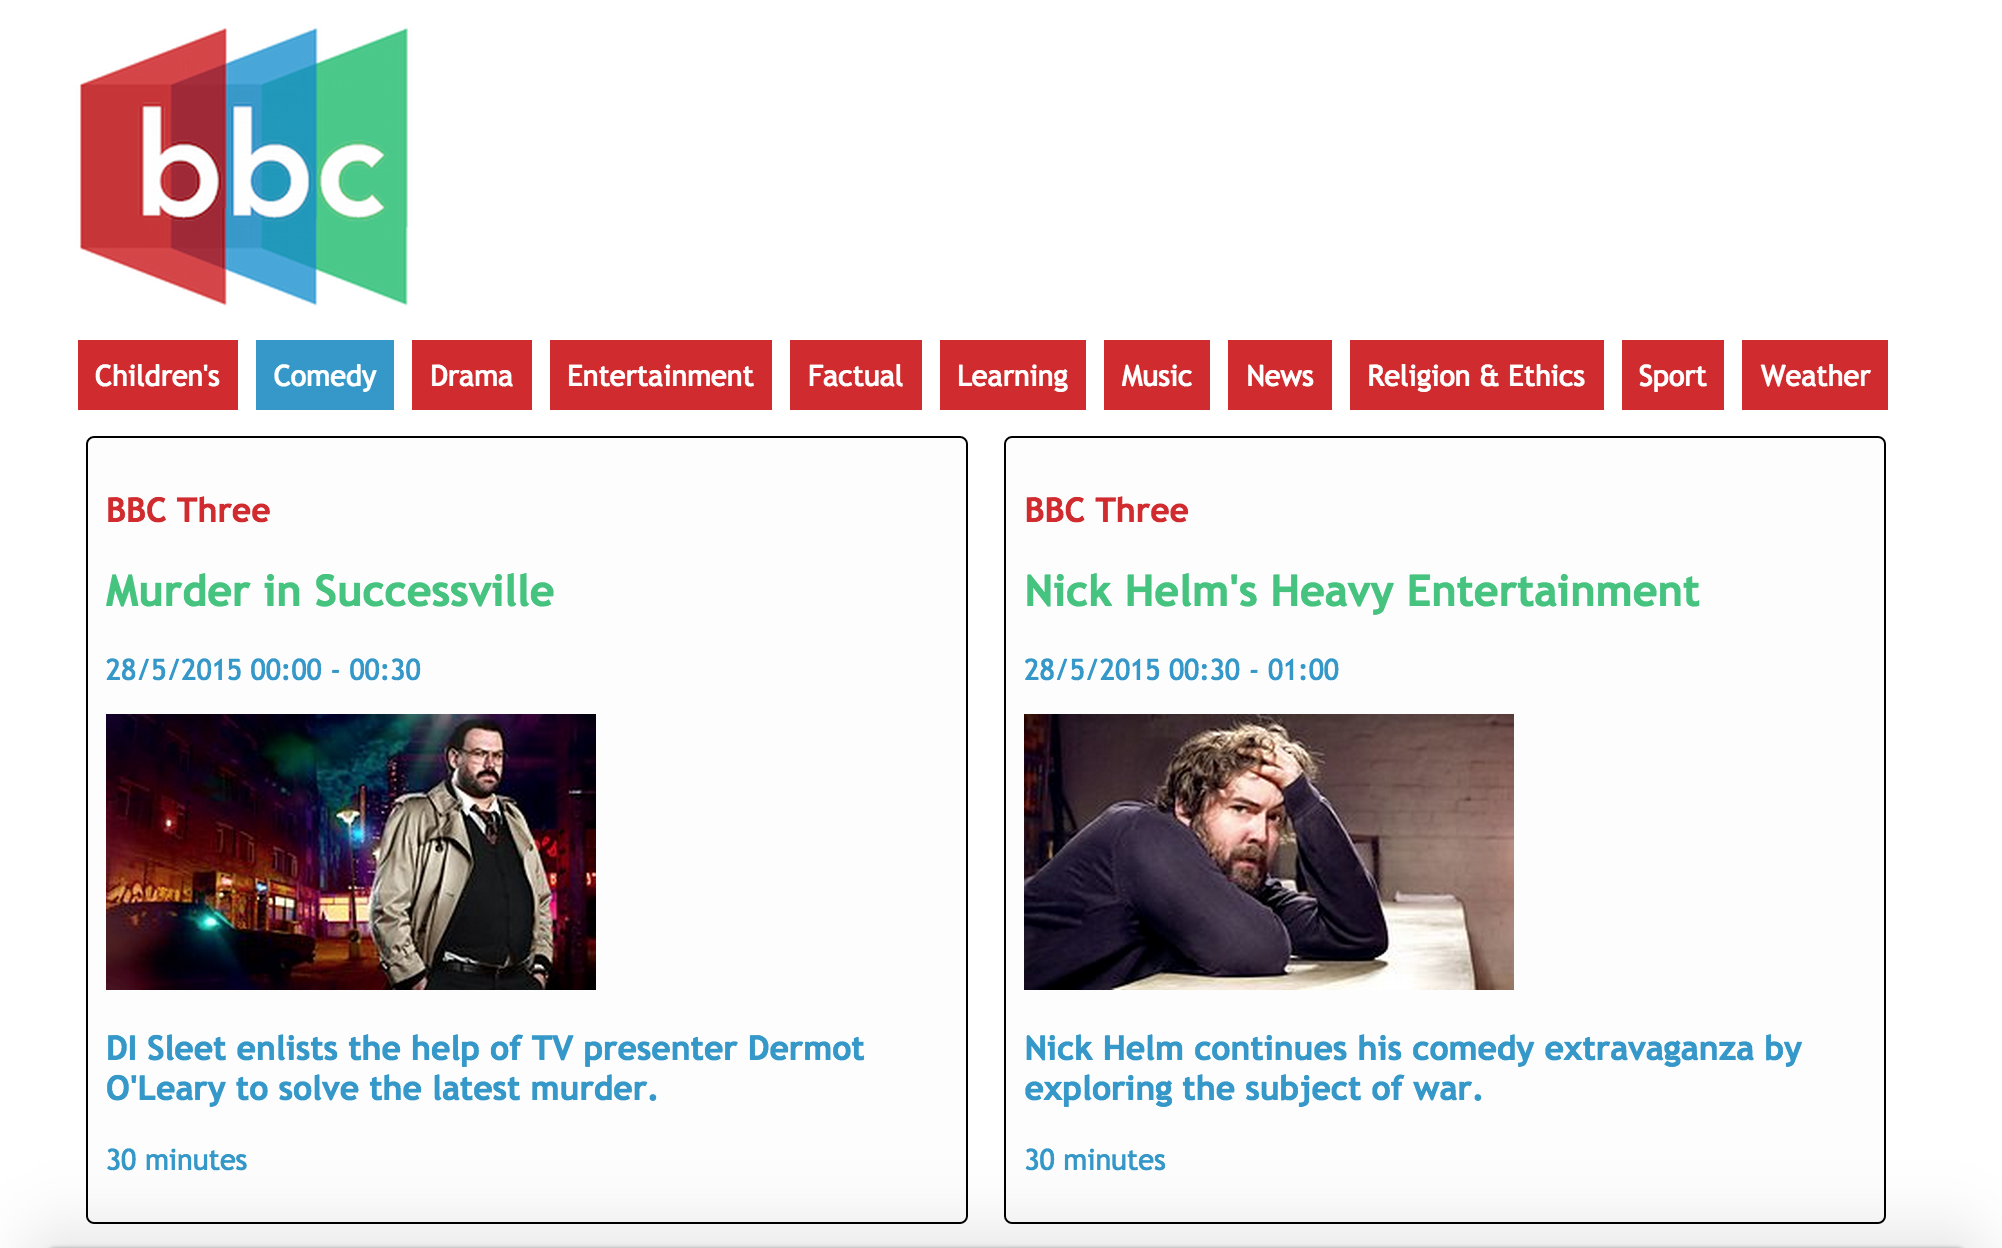 bbc
Children's
Comedy
Drama
Entertainment
Factual
Learning
Music
News
Religion & Ethics
Sport
Weather
BBC Three
Murder in Successville
28/5/2015 00:00 - 00:30
DI Sleet enlists the help of TV presenter Dermot
O'Leary to solve the latest murder.
30 minutes
BBC Three
Nick Helm's Heavy Entertainment
28/5/2015 00:30 - 01:00
Nick Helm continues his comedy extravaganza by
exploring the subject of war.
30 minutes